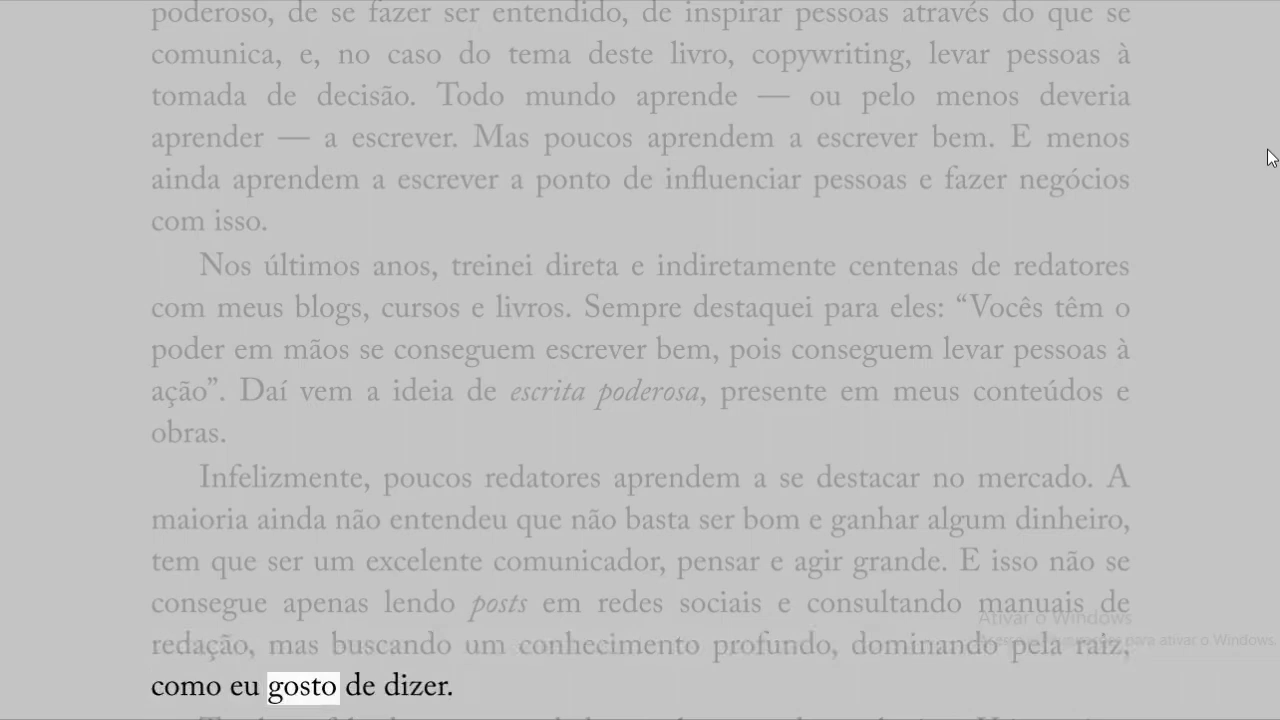 poderoso, de se fazer ser entendido, de inspirar pessoas através do que se
comunica, e, no caso do tema deste livro, copywriting, levar pessoas à
tomada de decisão. Todo mundo aprende — ou pelo menos deveria
aprender — a escrever. Mas poucos aprendem a escrever bem. E menos
ainda aprendem a escrever a ponto de influenciar pessoas e fazer negócios
com isso.
Nos últimos anos, treinei direta e indiretamente centenas de redatores
com meus blogs, cursos e livros. Sempre destaquei para eles: “Vocês têm o
poder em mãos se conseguem escrever bem, pois conseguem levar pessoas à
ação”. Daí vem a ideia de escrita poderosa, presente em meus conteúdos e
obras.
Infelizmente, poucos redatores aprendem a se destacar no mercado. A
maioria ainda não entendeu que não basta ser bom e ganhar algum dinheiro,
tem que ser um excelente comunicador, pensar e agir grande. E isso não se
consegue apenas lendo posts em redes sociais e consultando manuais de
redação, mas buscando um conhecimento profundo, dominando pela raiz,
como eu gosto de dizer.
Ativar o Windows
para ativar o Windows.